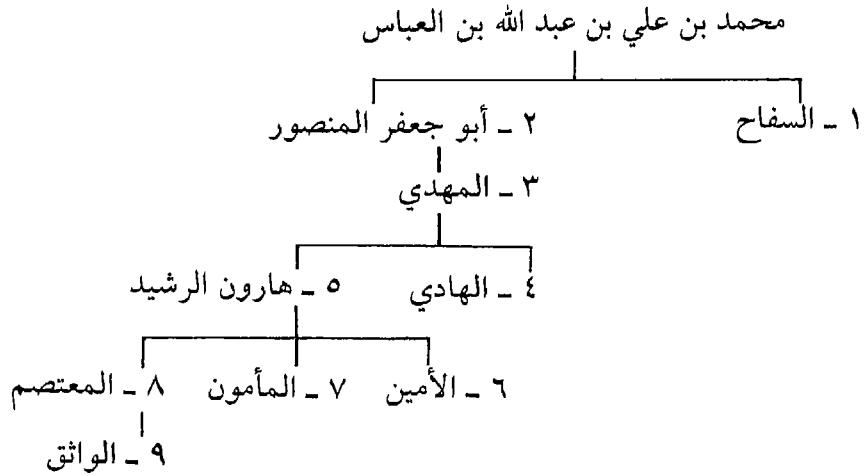 محمد بن علي بن عبد الله بن العباس
١ ـ السفاح ٢ ـ أبو جعفر المنصور
٣ ـ المهدي
٤ ـ الهادي ٥ ـ هارون الرشيد
٦ ـ الأمين ٧ ـ المأمون ٨ ـ المعتصم
٩ ـ الواثق